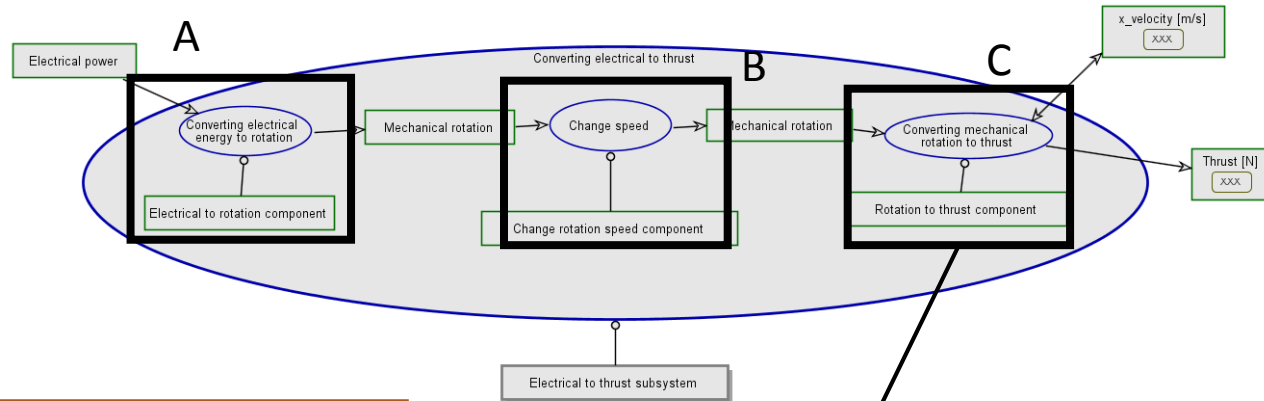 A
B
C
x_velocity [m/s]
xxx
Electrical power
Converting electrical to thrust
Converting electrical
energy to rotation
Mechanical rotation
Change speed
Mechanical rotation
Converting mechanical
rotation to thrust
Thrust [N]
xxx
Electrical to rotation component
Change rotation speed component
Rotation to thrust component
Electrical to thrust subsystem